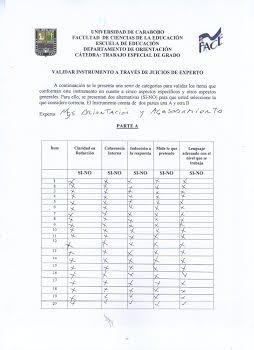 UNIVERSIDAD DE CARABOBO
FACULTAD DE CIENCIAS DE LA EDUCACIÓN
ESCUELA DE EDUCACIÓN
DEPARTAMENTO DE ORIENTACIÓN
CÁTEDRA: TRABAJO ESPECIAL DE GRADO
FACE
VALIDAR INSTRUMENTO A TRAVÉS DE JUICIOS DE EXPERTO
A continuación se le presenta una serie de categorías para validar los ítems que
conforman este instrumento en cuanto a cinco aspectos específicos y otros aspectos
generales. Para ello, se presentan dos alternativas (SI-NO) para que usted seleccione la
que considere correcta. El Instrumento consta de dos partes una A y otra B
Experto: Orientación y Asesoramiento
PARTE A
Ítem Claridad en Redacción Coherencia interna Inducción a la respuesta Mide lo que pretende Lenguaje adecuado con el nivel que se trabaja
SI-NO SI-NO SI-NO SI-NO SI-NO
1 X X X X X
2 X X X X X
3 X X X X X
4 X X X X X
5 X X X X X
6 X X X X X
7 X X X X X
8 X X X X X
9 X X X X X
10 X X X X X
11 X X X X X
12 X X X X X
13 X X X X X
14 X X X X X
15 X X X X X
16 X X X X X
17 X X X X X
18 X X X X X
19 X X X X X
20 X X X X X